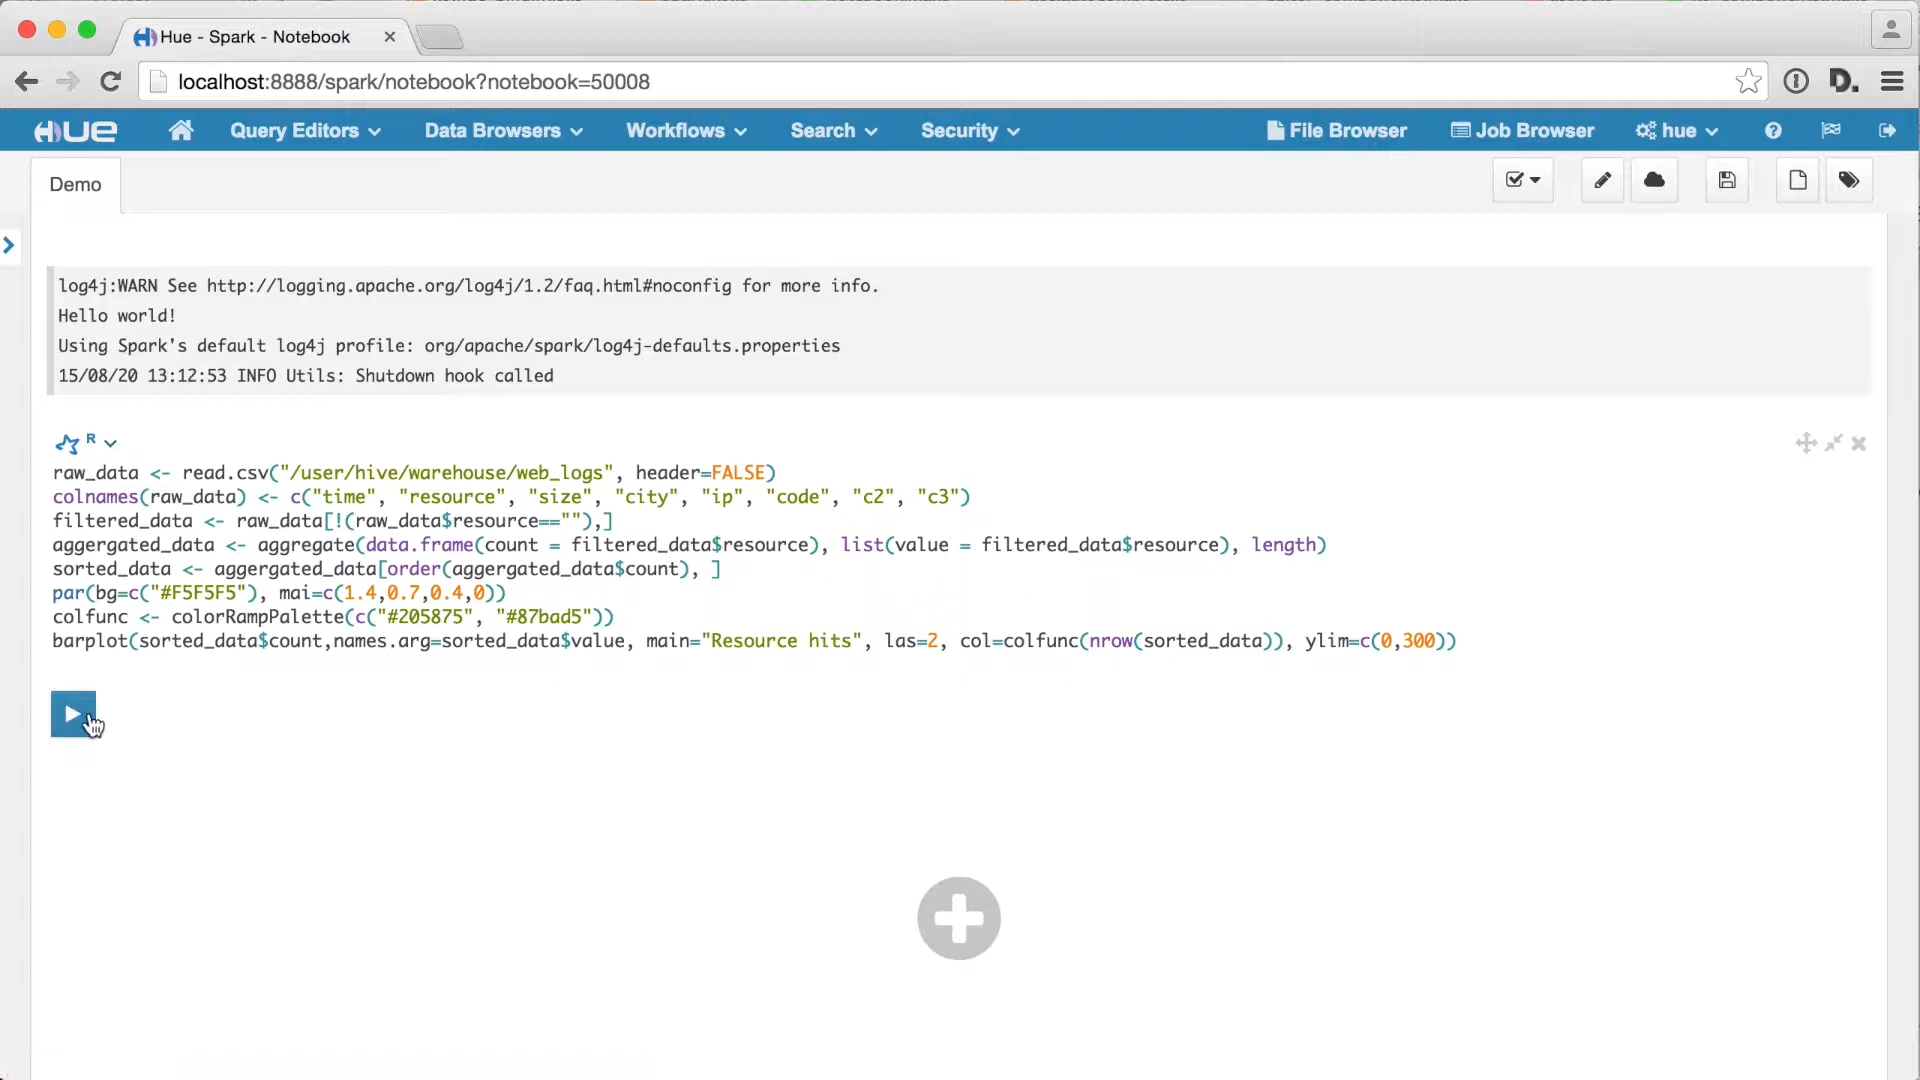 Hue - Spark - Notebook
localhost:8888/spark/notebook?notebook=50008
HUE Query Editors Data Browsers Workflows Search Security File Browser Job Browser hue
Demo
log4j:WARN See http://logging.apache.org/log4j/1.2/faq.html#noconfig for more info.
Hello world!
Using Spark's default log4j profile: org/apache/spark/log4j-defaults.properties
15/08/20 13:12:53 INFO Utils: Shutdown hook called
R
raw_data <- read.csv("/user/hive/warehouse/web_logs", header=FALSE)
colnames(raw_data) <- c("time", "resource", "size", "city", "ip", "code", "c2", "c3")
filtered_data <- raw_data[!(raw_data$resource==""),]
aggergated_data <- aggregate(data.frame(count = filtered_data$resource), list(value = filtered_data$resource), length)
sorted_data <- aggergated_data[order(aggergated_data$count), ]
par(bg=c("#F5F5F5"), mai=c(1.4,0.7,0.4,0))
colfunc <- colorRampPalette(c("#205875", "#87bad5"))
barplot(sorted_data$count,names.arg=sorted_data$value, main="Resource hits", las=2, col=colfunc(nrow(sorted_data)), ylim=c(0,300))